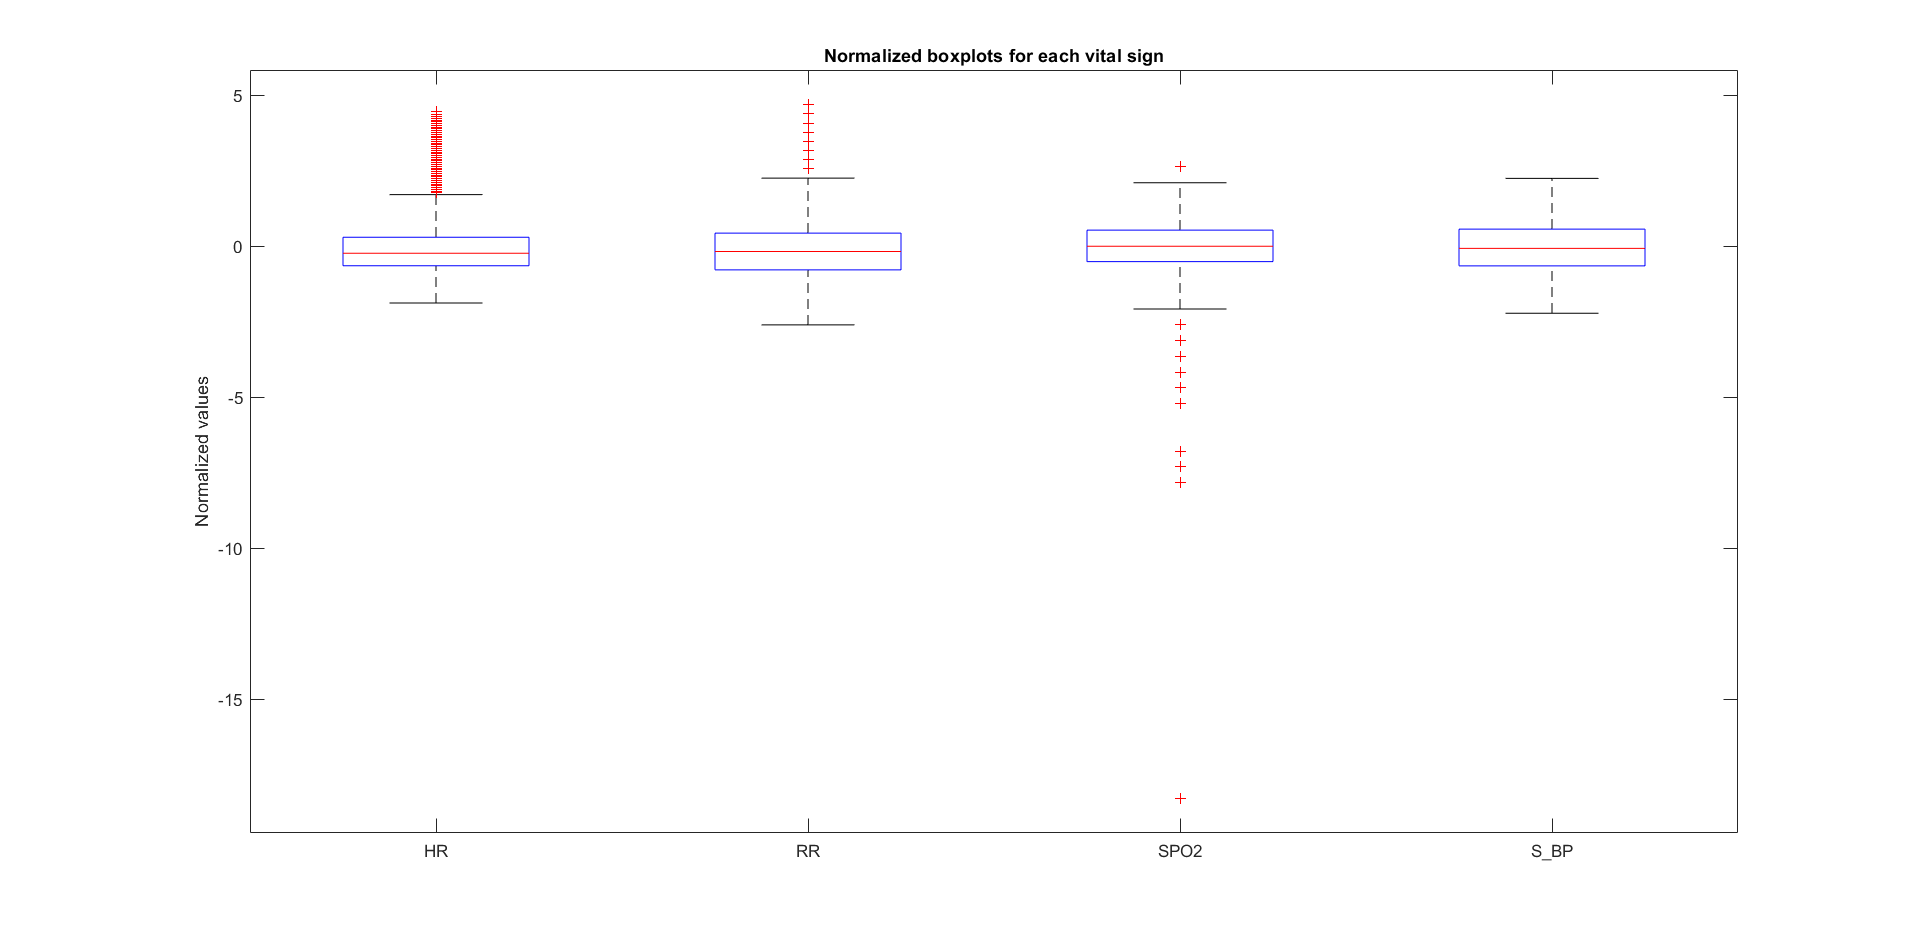 Normalized boxplots for each vital sign
5
0
-5
-10
-15
Normalized values
HR RR SPO2 S_BP